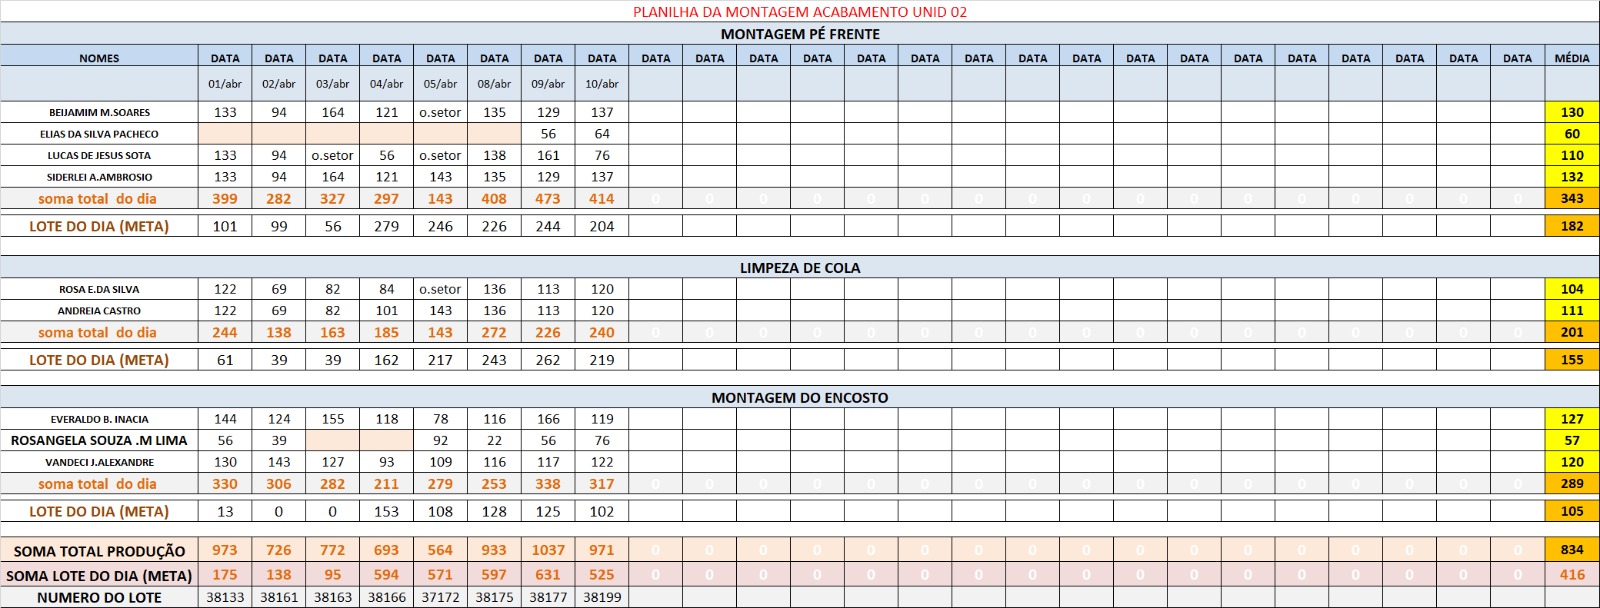 PLANILHA DA MONTAGEM ACABAMENTO UNID 02
MONTAGEM PÉ FRENTE
NOMES DATA DATA DATA DATA DATA DATA DATA DATA DATA DATA DATA DATA DATA DATA DATA DATA DATA DATA DATA DATA DATA DATA DATA DATA DATA MÉDIA
01/abr 02/abr 03/abr 04/abr 05/abr 08/abr 09/abr 10/abr
BEIJAMIM M.SOARES 133 94 164 121 o.setor 135 129 137 130
ELIAS DA SILVA PACHECO 56 64 60
LUCAS DE JESUS SOTA 133 94 o.setor 56 o.setor 138 161 76 110
SIDERLEI A.AMBROSIO 133 94 164 121 143 135 129 137 132
soma total do dia 399 282 327 297 143 408 473 414 0 0 0 0 0 0 0 0 0 0 0 0 0 0 0 0 0 343
LOTE DO DIA (META) 101 99 56 279 246 226 244 204 182
LIMPEZA DE COLA
ROSA E.DA SILVA 122 69 82 84 o.setor 136 113 120 104
ANDREIA CASTRO 122 69 82 101 143 136 113 120 111
soma total do dia 244 138 163 185 143 272 226 240 0 0 0 0 0 0 0 0 0 0 0 0 0 0 0 0 0 201
LOTE DO DIA (META) 61 39 39 162 217 243 262 219 155
MONTAGEM DO ENCOSTO
EVERALDO B. INACIA 144 124 155 118 78 116 166 119 127
ROSANGELA SOUZA .M LIMA 56 39 92 22 56 76 57
VANDECI J.ALEXANDRE 130 143 127 93 109 116 117 122 120
soma total do dia 330 306 282 211 279 253 338 317 0 0 0 0 0 0 0 0 0 0 0 0 0 0 0 0 0 289
LOTE DO DIA (META) 13 0 0 153 108 128 125 102 105
SOMA TOTAL PRODUÇÃO 973 726 772 693 564 933 1037 971 0 0 0 0 0 0 0 0 0 0 0 0 0 0 0 0 0 834
SOMA LOTE DO DIA (META) 175 138 95 594 571 597 631 525 0 0 0 0 0 0 0 0 0 0 0 0 0 0 0 0 0 416
NUMERO DO LOTE 38133 38161 38163 38166 37172 38175 38177 38199